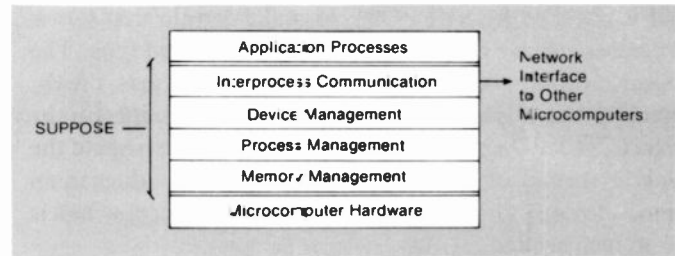 Application Processes
Interprocess Communication
Device Management
Process Management
Memory Management
Microcomputer Hardware
SUPPOSE
Network
Interface
to Other
Microcomputers